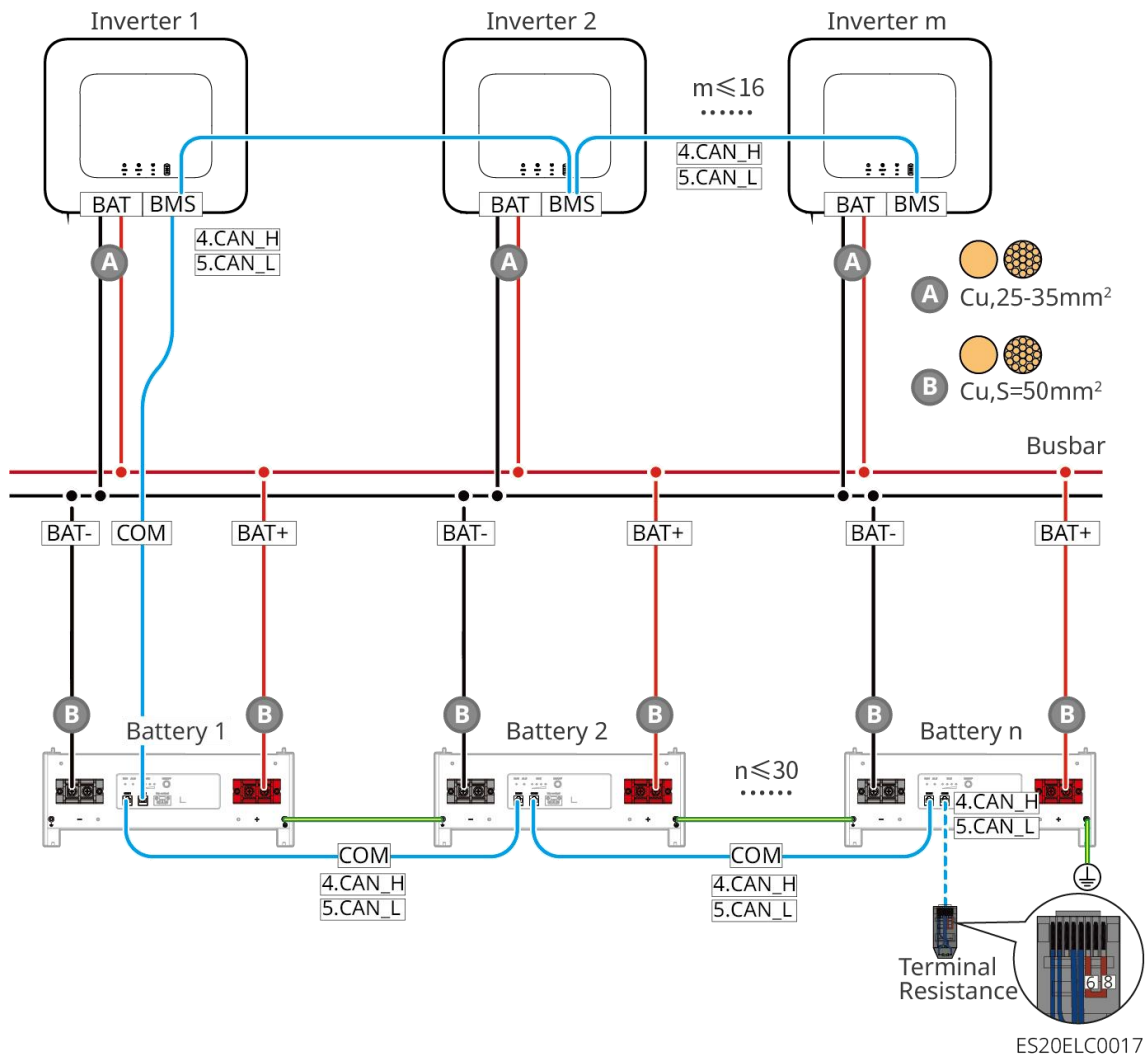 Inverter 1
Inverter 2
Inverter m
m⩽16
......
4.CAN_H
5.CAN_L
BAT BMS
BAT BMS
BAT BMS
4.CAN_H
5.CAN_L
A
A
A
A Cu,25-35mm²
B Cu,S=50mm²
Busbar
BAT-
COM
BAT+
BAT-
BAT+
BAT-
BAT+
B
B
B
B
B
B
Battery 1
Battery 2
Battery n
n⩽30
......
4.CAN_H
5.CAN_L
- +
- +
- +
COM
4.CAN_H
5.CAN_L
COM
4.CAN_H
5.CAN_L
Terminal
Resistance
6 8
ES20ELC0017